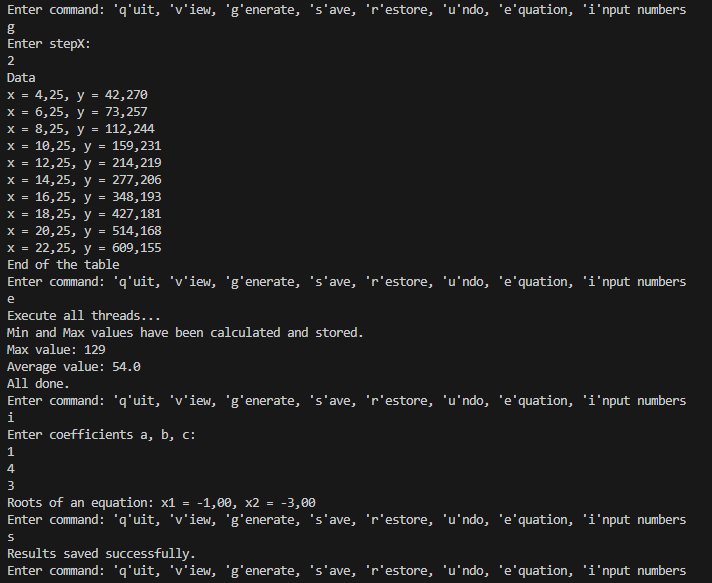 Enter command: 'q'uit, 'v'iew, 'g'enerate, 's'ave, 'r'estore, 'u'ndo, 'e'quation, 'i'nput numbers
g
Enter stepX:
2
Data
x = 4,25, y = 42,270
x = 6,25, y = 73,257
x = 8,25, y = 112,244
x = 10,25, y = 159,231
x = 12,25, y = 214,219
x = 14,25, y = 277,206
x = 16,25, y = 348,193
x = 18,25, y = 427,181
x = 20,25, y = 514,168
x = 22,25, y = 609,155
End of the table
Enter command: 'q'uit, 'v'iew, 'g'enerate, 's'ave, 'r'estore, 'u'ndo, 'e'quation, 'i'nput numbers
e
Execute all threads...
Min and Max values have been calculated and stored.
Max value: 129
Average value: 54.0
All done.
Enter command: 'q'uit, 'v'iew, 'g'enerate, 's'ave, 'r'estore, 'u'ndo, 'e'quation, 'i'nput numbers
i
Enter coefficients a, b, c:
1
4
3
Roots of an equation: x1 = -1,00, x2 = -3,00
Enter command: 'q'uit, 'v'iew, 'g'enerate, 's'ave, 'r'estore, 'u'ndo, 'e'quation, 'i'nput numbers
s
Results saved successfully.
Enter command: 'q'uit, 'v'iew, 'g'enerate, 's'ave, 'r'estore, 'u'ndo, 'e'quation, 'i'nput numbers